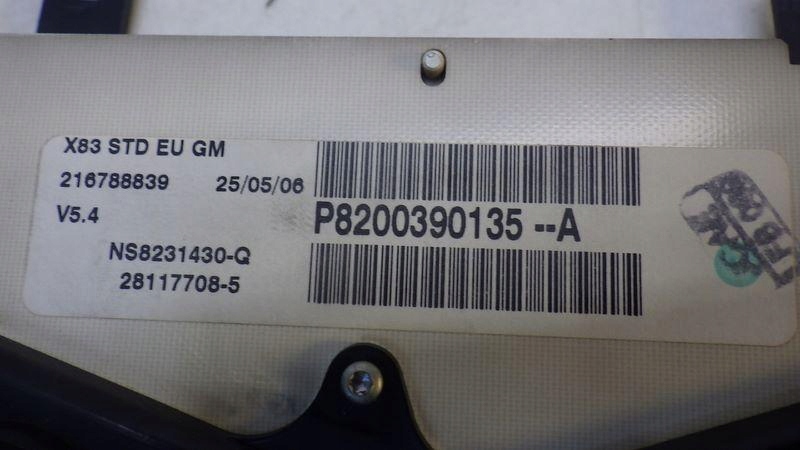 X83 STD EU GM
216788839 25/05/06
V5.4
P8200390135 --A
NS8231430-Q
28117708-5